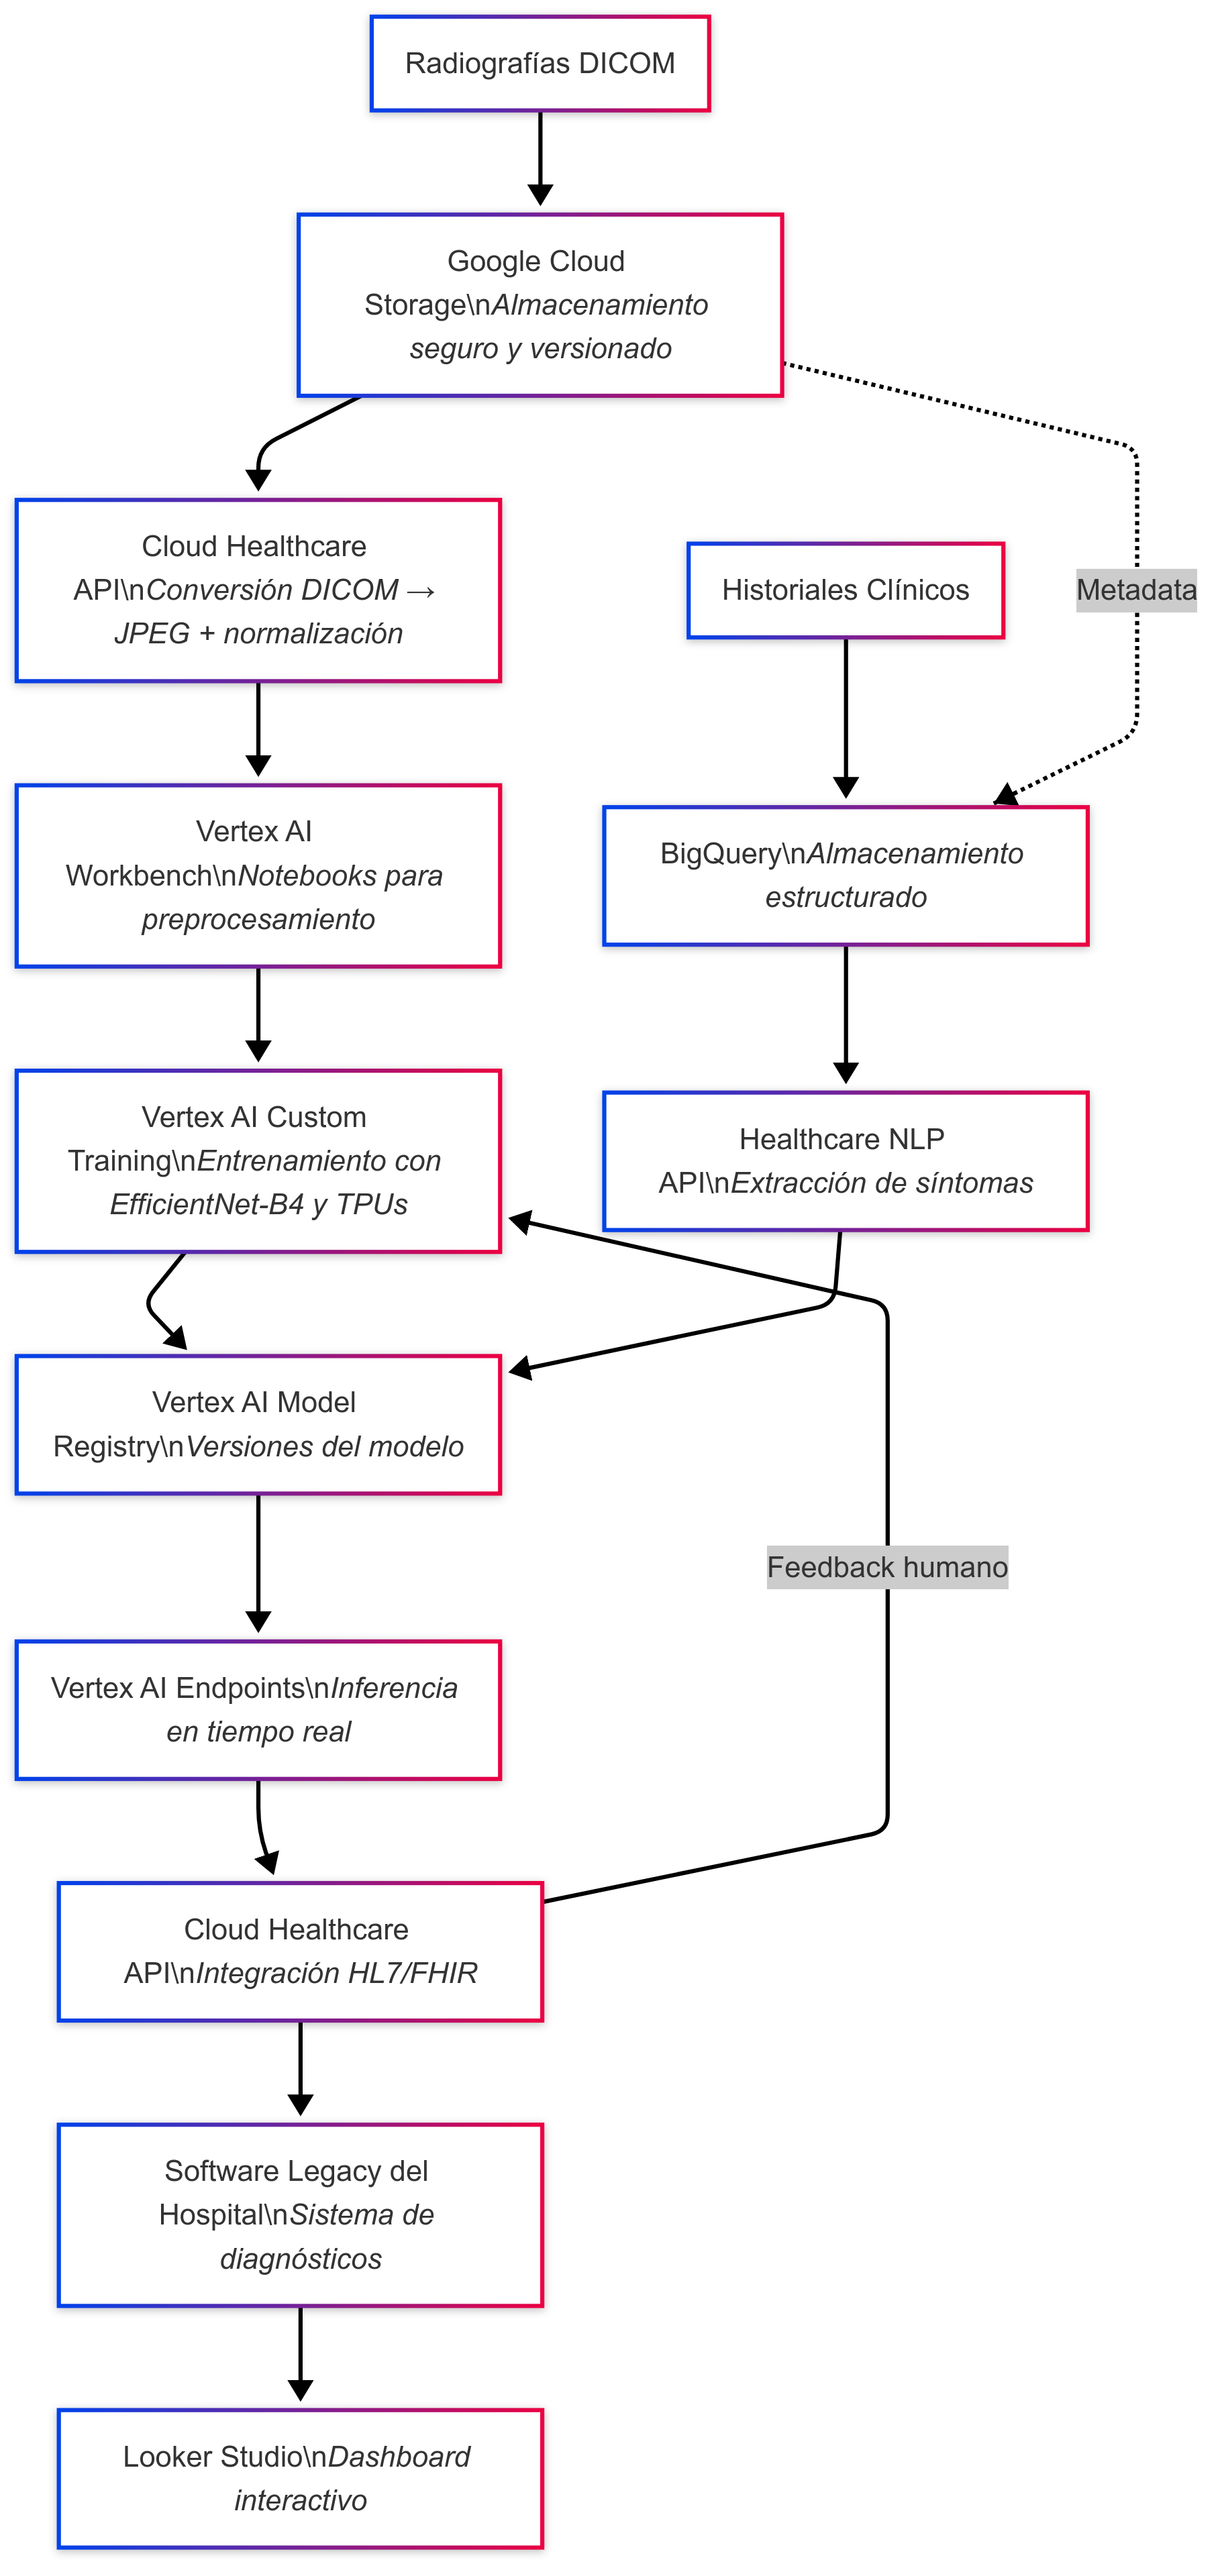 Radiografías DICOM
Google Cloud
Storage\nAlmacenamiento
seguro y versionado
Cloud Healthcare
API\nConversión DICOM →
JPEG + normalización
Historiales Clínicos
Metadata
Vertex AI
Workbench\nNotebooks para
preprocesamiento
BigQuery\nAlmacenamiento
estructurado
Vertex AI Custom
Training\nEntrenamiento con
EfficientNet-B4 y TPUs
Healthcare NLP
API\nExtracción de síntomas
Vertex AI Model
Registry\nVersiones del modelo
Feedback humano
Vertex AI Endpoints\nInferencia
en tiempo real
Cloud Healthcare
API\nIntegración HL7/FHIR
Software Legacy del
Hospital\nSistema de
diagnósticos
Looker Studio\nDashboard
interactivo